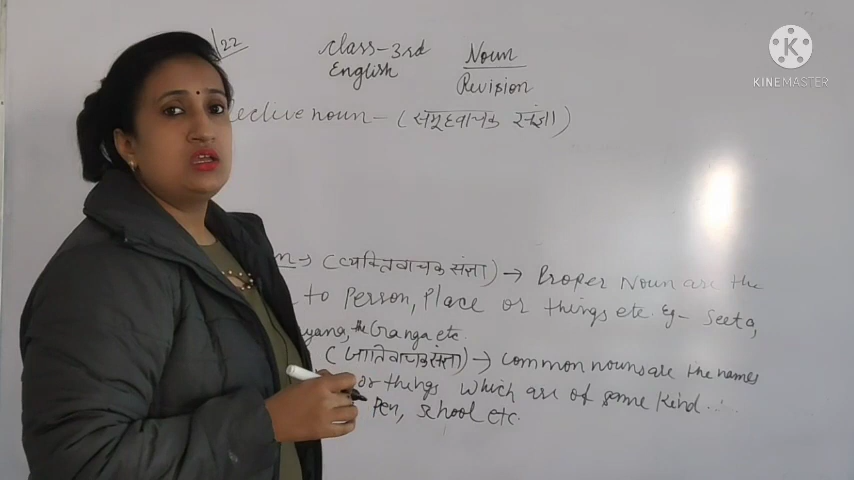 /22
Class-3rd Noun
English Revision
lective noun - (समूहवाचक संज्ञा)
n → (व्यक्तिवाचक संज्ञा) → Proper Noun are the
to Person, Place or things etc. Eg- Seeta,
yana, the Ganga etc.
(जातिवाचक संज्ञा) → Common nouns are the names
or things which are of same kind.
Pen, School etc.
K
KINEMASTER